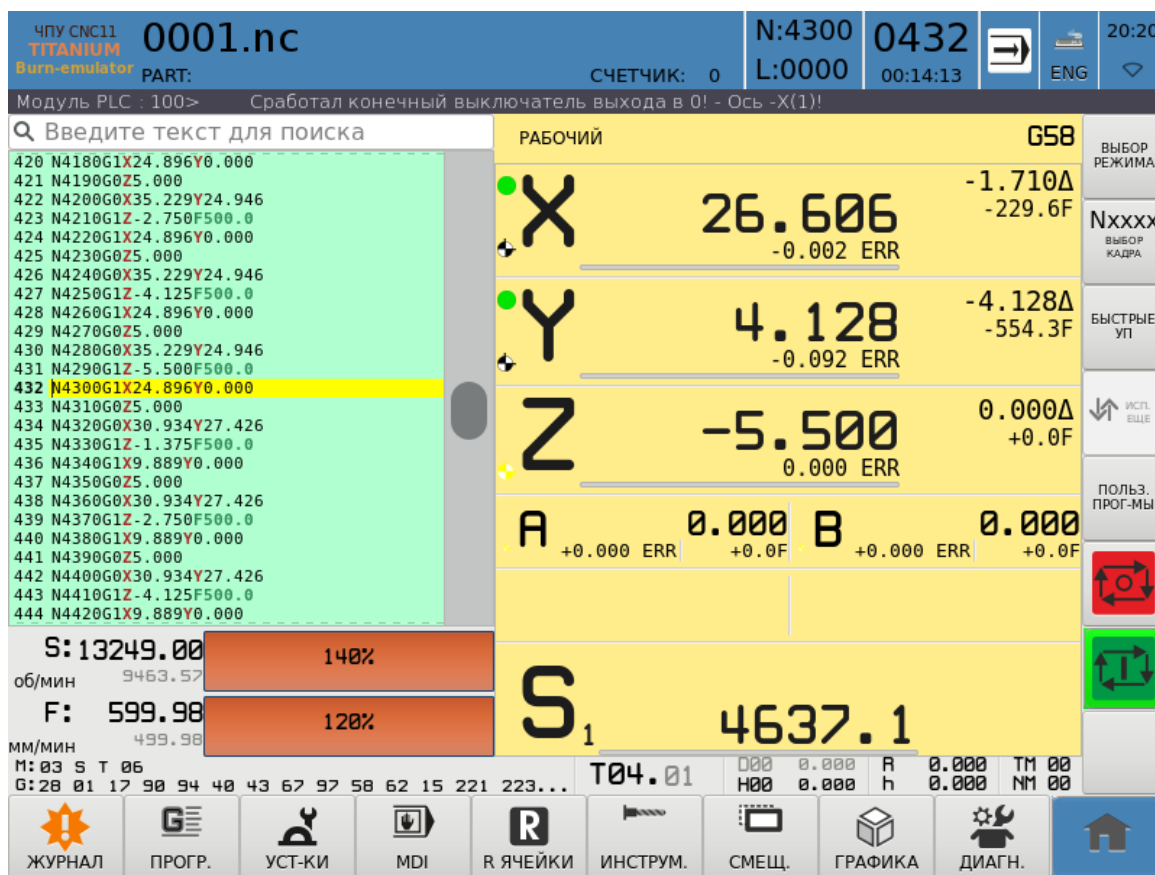 ЧПУ CNC11
TITANIUM
Burn-emulator
0001.nc
PART:
СЧЕТЧИК: 0
N:4300
L:0000
0432
00:14:13
ENG
20:20
Модуль PLC : 100> Сработал конечный выключатель выхода в 0! - Ось -X(1)!
Введите текст для поиска
420 N4180G1X24.896Y0.000
421 N4190G0Z5.000
422 N4200G0X35.229Y24.946
423 N4210G1Z-2.750F500.0
424 N4220G1X24.896Y0.000
425 N4230G0Z5.000
426 N4240G0X35.229Y24.946
427 N4250G1Z-4.125F500.0
428 N4260G1X24.896Y0.000
429 N4270G0Z5.000
430 N4280G0X35.229Y24.946
431 N4290G1Z-5.500F500.0
432 N4300G1X24.896Y0.000
433 N4310G0Z5.000
434 N4320G0X30.934Y27.426
435 N4330G1Z-1.375F500.0
436 N4340G1X9.889Y0.000
437 N4350G0Z5.000
438 N4360G0X30.934Y27.426
439 N4370G1Z-2.750F500.0
440 N4380G1X9.889Y0.000
441 N4390G0Z5.000
442 N4400G0X30.934Y27.426
443 N4410G1Z-4.125F500.0
444 N4420G1X9.889Y0.000
РАБОЧИЙ G58
X 26.606 -1.710Δ
-229.6F
-0.002 ERR
Y 4.128 -4.128Δ
-554.3F
-0.092 ERR
Z -5.500 0.000Δ
+0.0F
0.000 ERR
A 0.000 B 0.000
+0.000 ERR +0.0F +0.000 ERR +0.0F
S1 4637.1
S:13249.00 140%
об/мин 9463.57
F: 599.98 120%
мм/мин 499.98
M:03 S T 06
G:28 01 17 90 94 40 43 67 97 58 62 15 221 223...
T04.01
D00 0.000 R 0.000 TM 00
H00 0.000 h 0.000 NM 00
ВЫБОР
РЕЖИМА
Nxxxx
ВЫБОР
КАДРА
БЫСТРЫЕ
УП
ИСП.
ЕЩЕ
ПОЛЬЗ.
ПРОГ-МЫ
ЖУРНАЛ
G
ПРОГР.
УСТ-КИ
MDI
R
R ЯЧЕЙКИ
ИНСТРУМ.
СМЕЩ.
ГРАФИКА
ДИАГН.